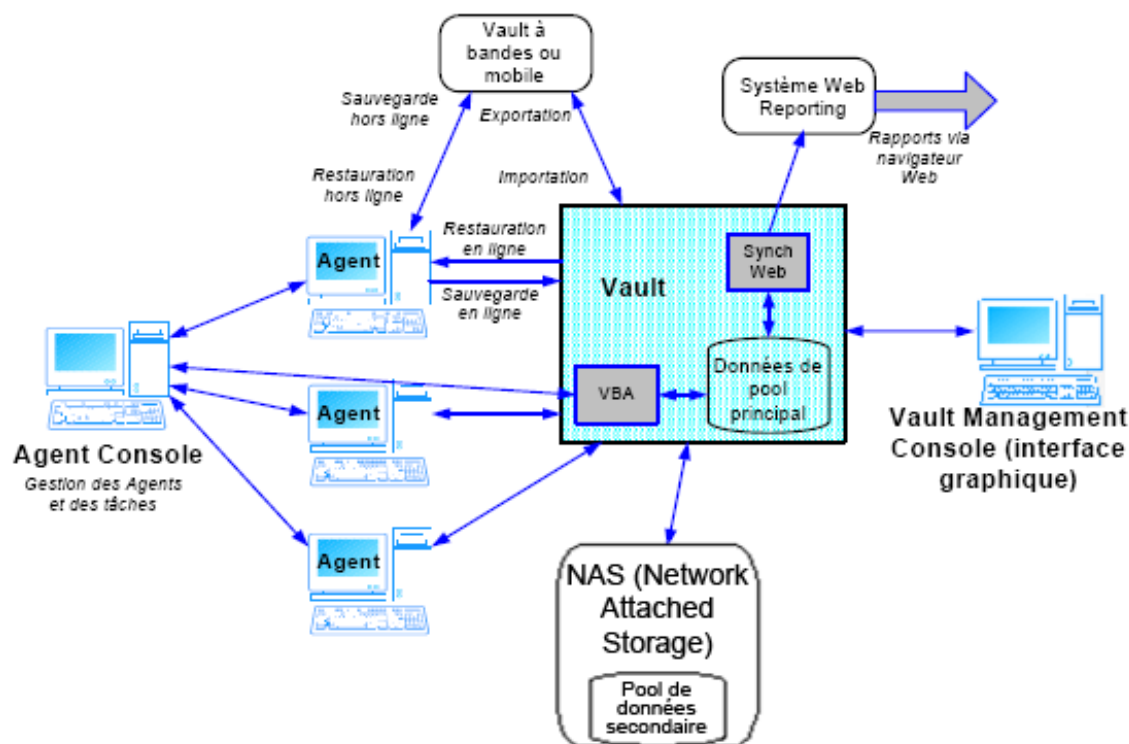 Vault à
bandes ou
mobile
Système Web
Reporting
Rapports via
navigateur
Web
Sauvegarde
hors ligne
Exportation
Restauration
hors ligne
Importation
Agent
Restauration
en ligne
Sauvegarde
en ligne
Vault
Synch
Web
Données de
pool
principal
VBA
Agent
Agent Console
Gestion des Agents
et des tâches
Vault Management
Console (interface
graphique)
Agent
NAS (Network
Attached
Storage)
Pool de
données
secondaire